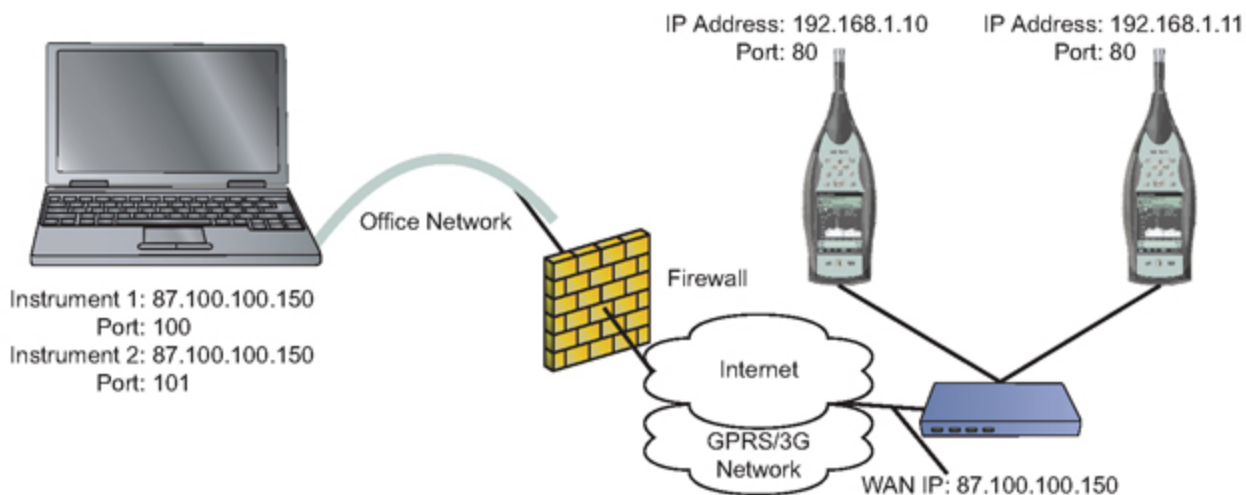 IP Address: 192.168.1.10
Port: 80
IP Address: 192.168.1.11
Port: 80
Office Network
Firewall
Instrument 1: 87.100.100.150
Port: 100
Instrument 2: 87.100.100.150
Port: 101
Internet
GPRS/3G
Network
WAN IP: 87.100.100.150